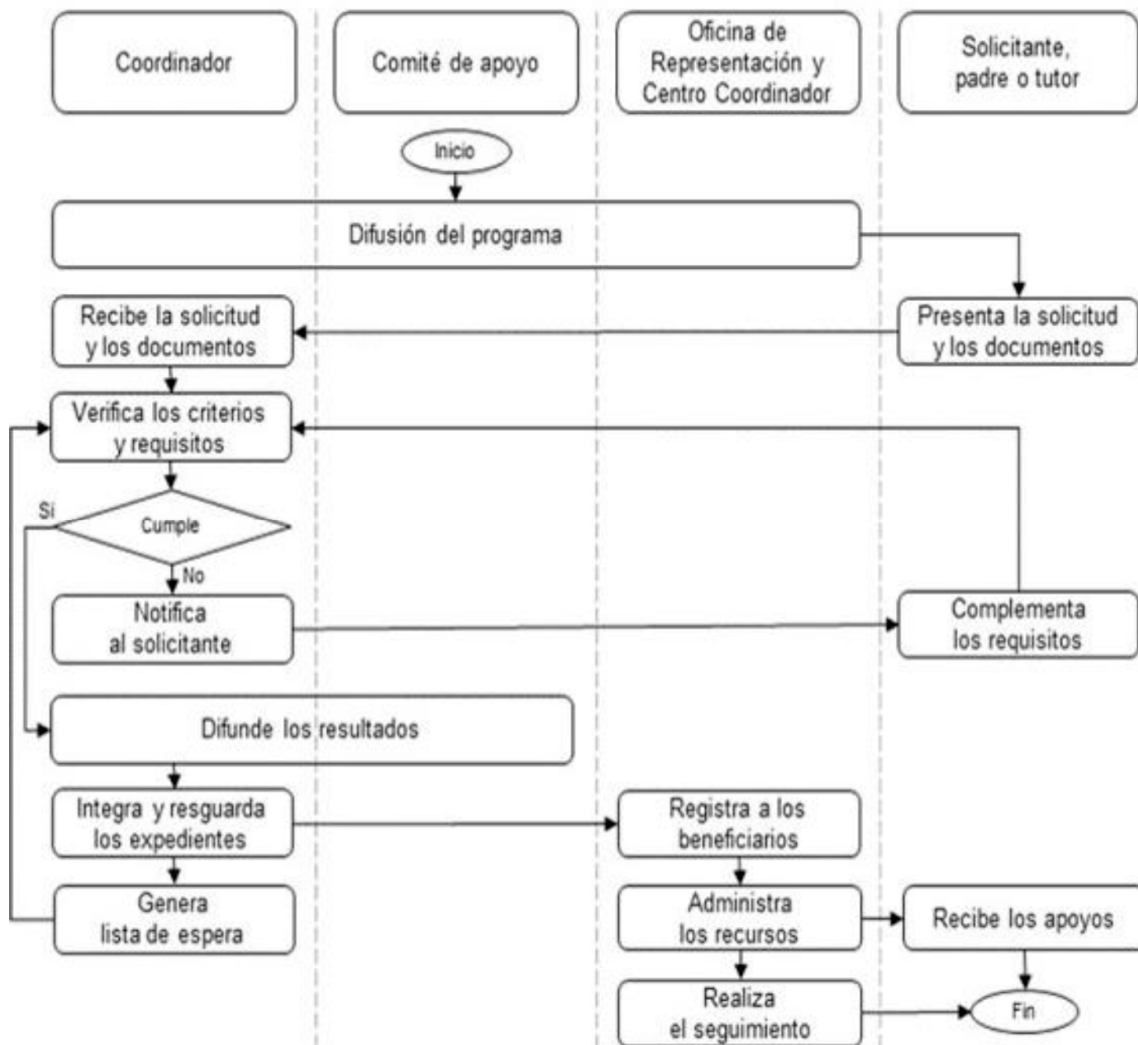 Coordinador
Comité de apoyo
Oficina de
Representación y
Centro Coordinador
Solicitante,
padre o tutor
Inicio
Difusión del programa
Recibe la solicitud
y los documentos
Presenta la solicitud
y los documentos
Verifica los criterios
y requisitos
Si
Cumple
No
Notifica
al solicitante
Complementa
los requisitos
Difunde los resultados
Integra y resguarda
los expedientes
Registra a los
beneficiarios
Genera
lista de espera
Administra
los recursos
Recibe los apoyos
Realiza
el seguimiento
Fin